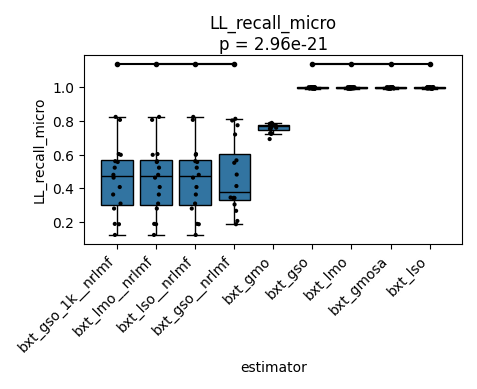 LL_recall_micro
p = 2.96e-21
LL_recall_micro
1.0
0.8
0.6
0.4
0.2
bxt_gso_1k__nrlmf
bxt_lmo__nrlmf
bxt_lso__nrlmf
bxt_gso__nrlmf
bxt_gmo
bxt_gso
bxt_lmo
bxt_gmosa
bxt_lso
estimator